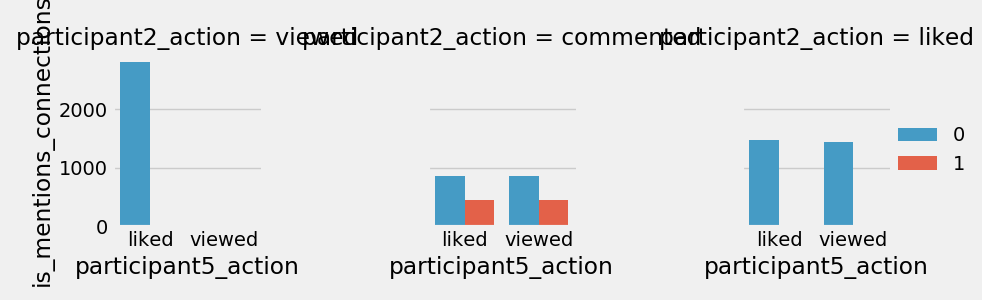 participant2_action = viewed
participant2_action = commented
participant2_action = liked
is_mentions_connections
2000
1000
0
liked viewed
liked viewed
liked viewed
participant5_action
participant5_action
participant5_action
0
1